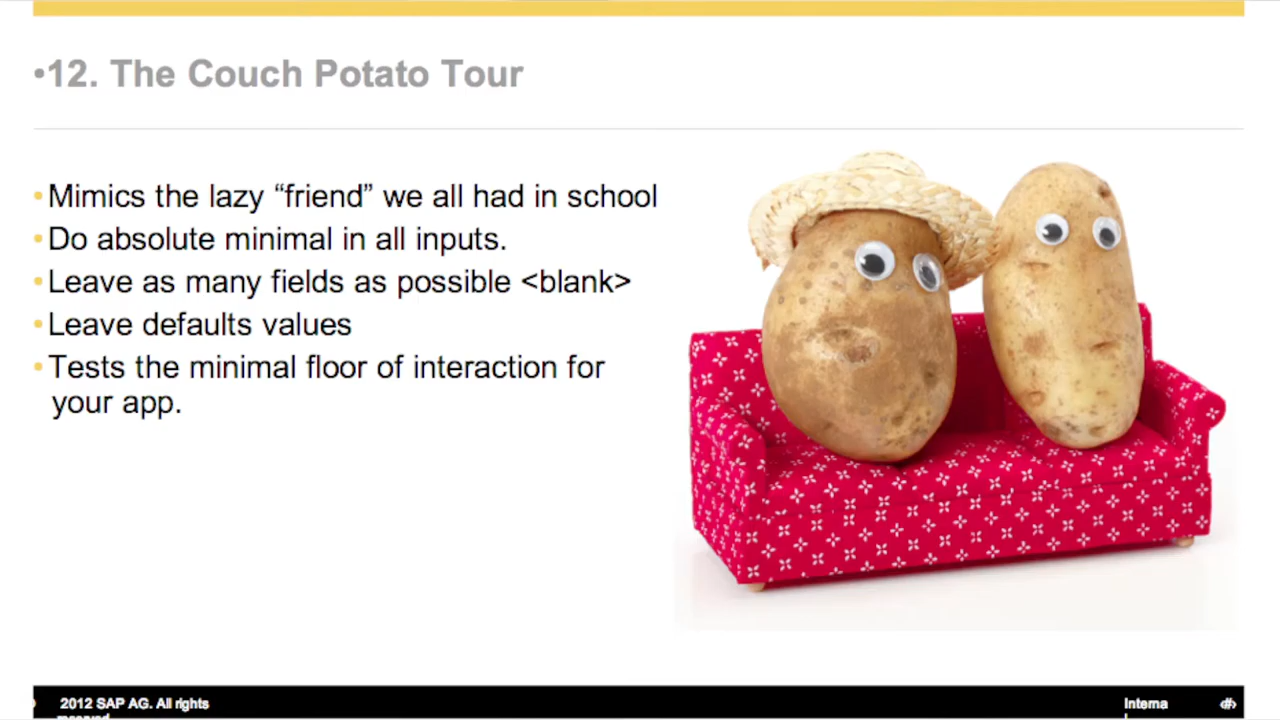 •12. The Couch Potato Tour
•Mimics the lazy “friend” we all had in school
•Do absolute minimal in all inputs.
•Leave as many fields as possible <blank>
•Leave defaults values
•Tests the minimal floor of interaction for
your app.
2012 SAP AG. All rights
reserved
Interna
l
‹#›